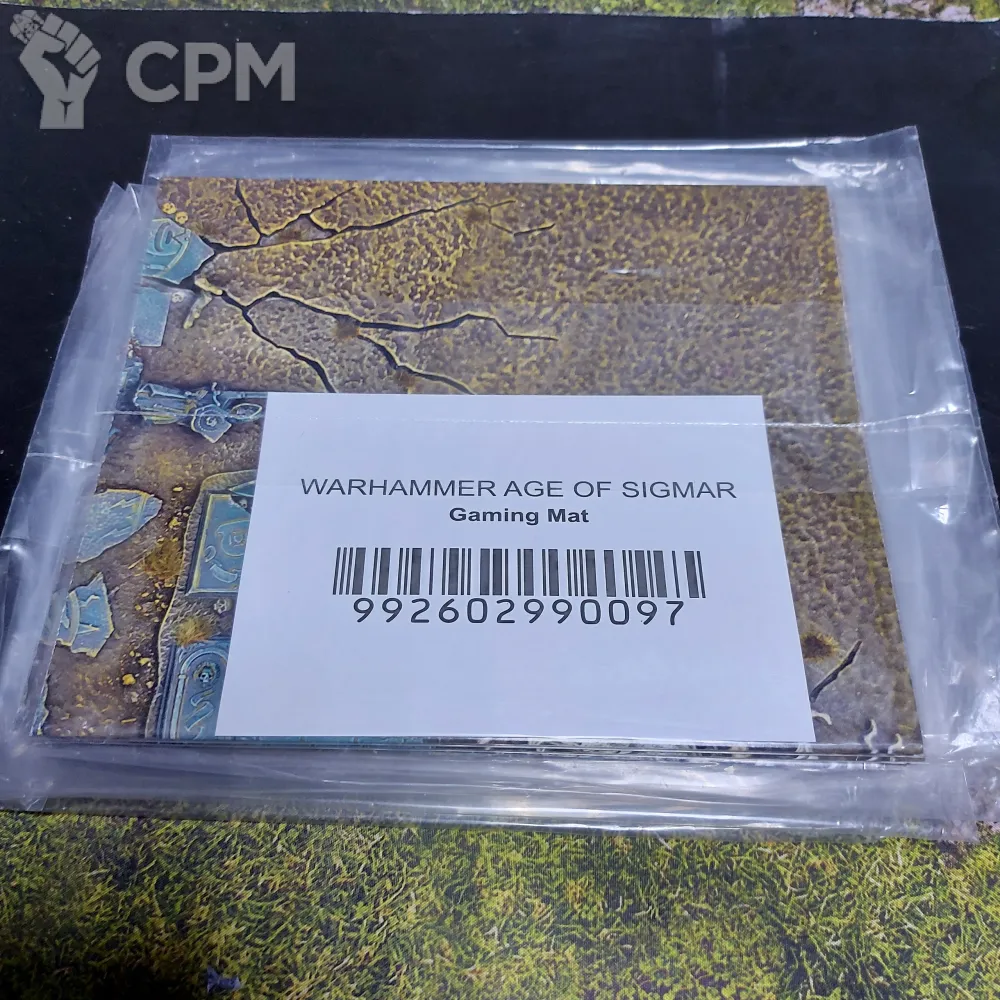 CPM
WARHAMMER AGE OF SIGMAR
Gaming Mat
992602990097